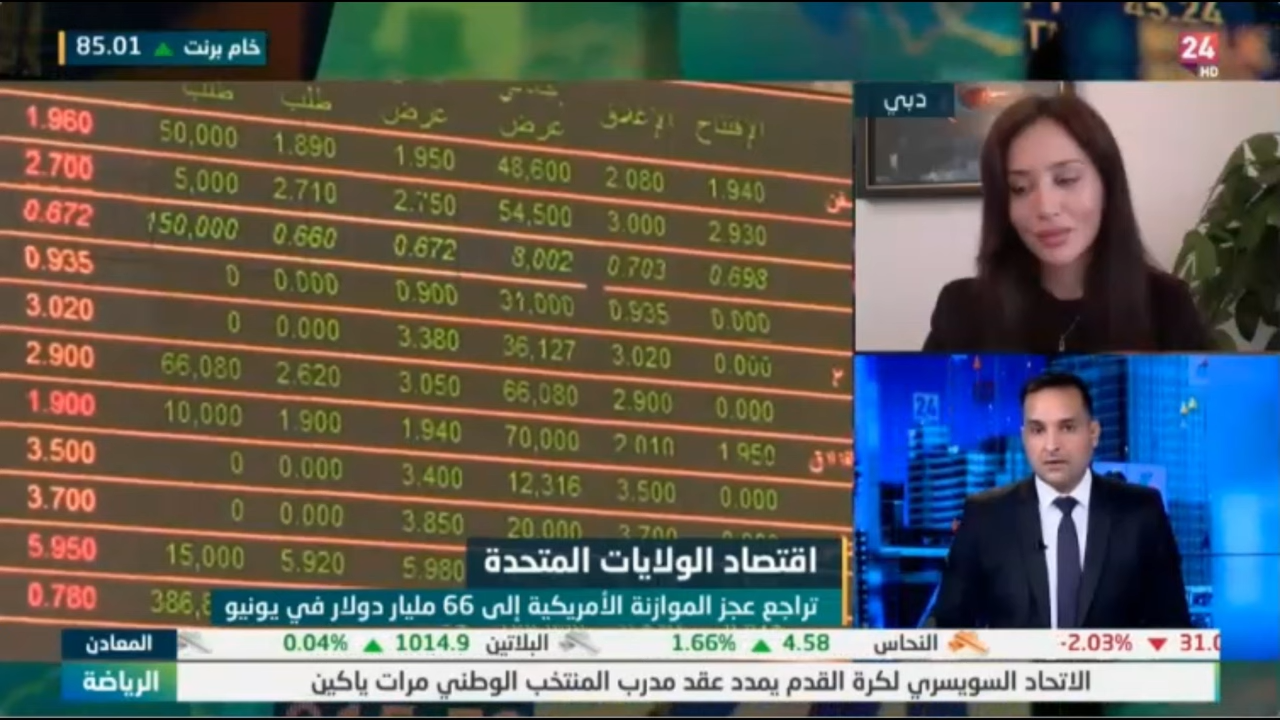 خام برنت ▲ 85.01
45.24
24
HD
دبي
طلب طلب عرض عرض الإغلاق الإفتتاح
1.960 50,000 1.890 1.950 48,600 2.080 1.940
2.700 5,000 2.710 2.750 54,500 3.000 2.930
0.672 150,000 0.660 0.672 8,002 0.703 0.698
0.935 0 0.000 0.900 31,000 0.935 0.000
3.020 0 0.000 3.380 36,127 3.020 0.000
2.900 66,080 2.620 3.050 66,080 2.900 0.000
1.900 10,000 1.900 1.940 70,000 2.010 1.950
3.500 0 0.000 3.400 12,316 3.500 0.000
3.700 0 0.000 3.850 20,000 3.700 0.000
5.950 15,000 5.920 5.980
0.780
24
اقتصاد الولايات المتحدة
تراجع عجز الموازنة الأمريكية إلى 66 مليار دولار في يونيو
المعادن 0.04% ▲ 1014.9 البلاتين 1.66% ▲ 4.58 النحاس -2.03% ▼
الرياضة
الاتحاد السويسري لكرة القدم يمدد عقد مدرب المنتخب الوطني مرات ياكين